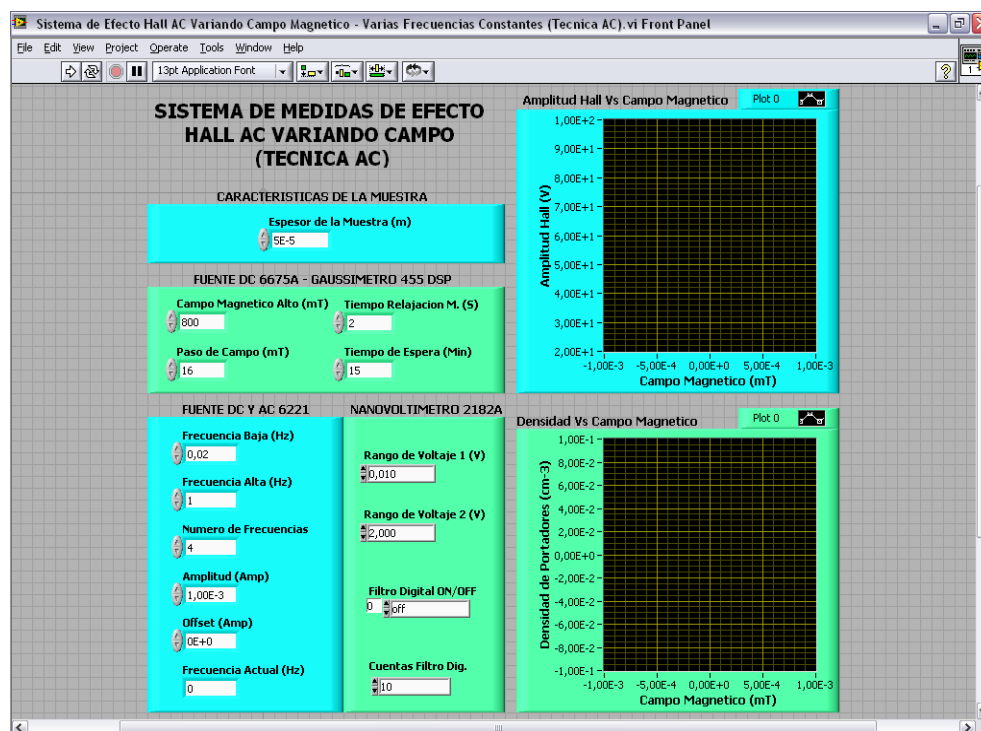 Sistema de Efecto Hall AC Variando Campo Magnetico - Varias Frecuencias Constantes (Tecnica AC).vi Front Panel
File Edit View Project Operate Tools Window Help
13pt Application Font
?
1
SISTEMA DE MEDIDAS DE EFECTO
HALL AC VARIANDO CAMPO
(TECNICA AC)
CARACTERISTICAS DE LA MUESTRA
Espesor de la Muestra (m)
5E-5
FUENTE DC 6675A - GAUSSIMETRO 455 DSP
Campo Magnetico Alto (mT) Tiempo Relajacion M. (S)
800 2
Paso de Campo (mT) Tiempo de Espera (Min)
16 15
FUENTE DC Y AC 6221
Frecuencia Baja (Hz)
0,02
Frecuencia Alta (Hz)
1
Numero de Frecuencias
4
Amplitud (Amp)
1,00E-3
Offset (Amp)
0E+0
Frecuencia Actual (Hz)
0
NANOVOLTIMETRO 2182A
Rango de Voltaje 1 (V)
0,010
Rango de Voltaje 2 (V)
2,000
Filtro Digital ON/OFF
0 off
Cuentas Filtro Dig.
10
Amplitud Hall Vs Campo Magnetico
Plot 0
Amplitud Hall (V)
1,00E+2
9,00E+1
8,00E+1
7,00E+1
6,00E+1
5,00E+1
4,00E+1
3,00E+1
2,00E+1
-1,00E-3 -5,00E-4 0,00E+0 5,00E-4 1,00E-3
Campo Magnetico (mT)
Densidad Vs Campo Magnetico
Plot 0
Densidad de Portadores (cm-3)
1,00E-1
8,00E-2
6,00E-2
4,00E-2
2,00E-2
0,00E+0
-2,00E-2
-4,00E-2
-6,00E-2
-8,00E-2
-1,00E-1
-1,00E-3 -5,00E-4 0,00E+0 5,00E-4 1,00E-3
Campo Magnetico (mT)